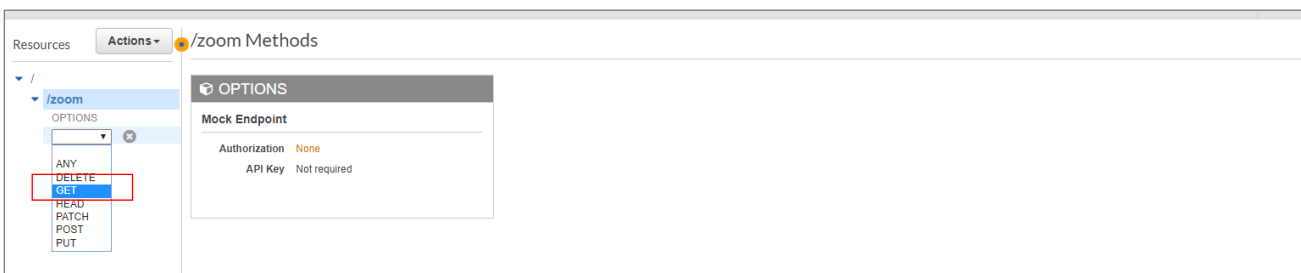 Resources
Actions
/zoom Methods
/
/zoom
OPTIONS
ANY
DELETE
GET
HEAD
PATCH
POST
PUT
OPTIONS
Mock Endpoint
Authorization None
API Key Not required